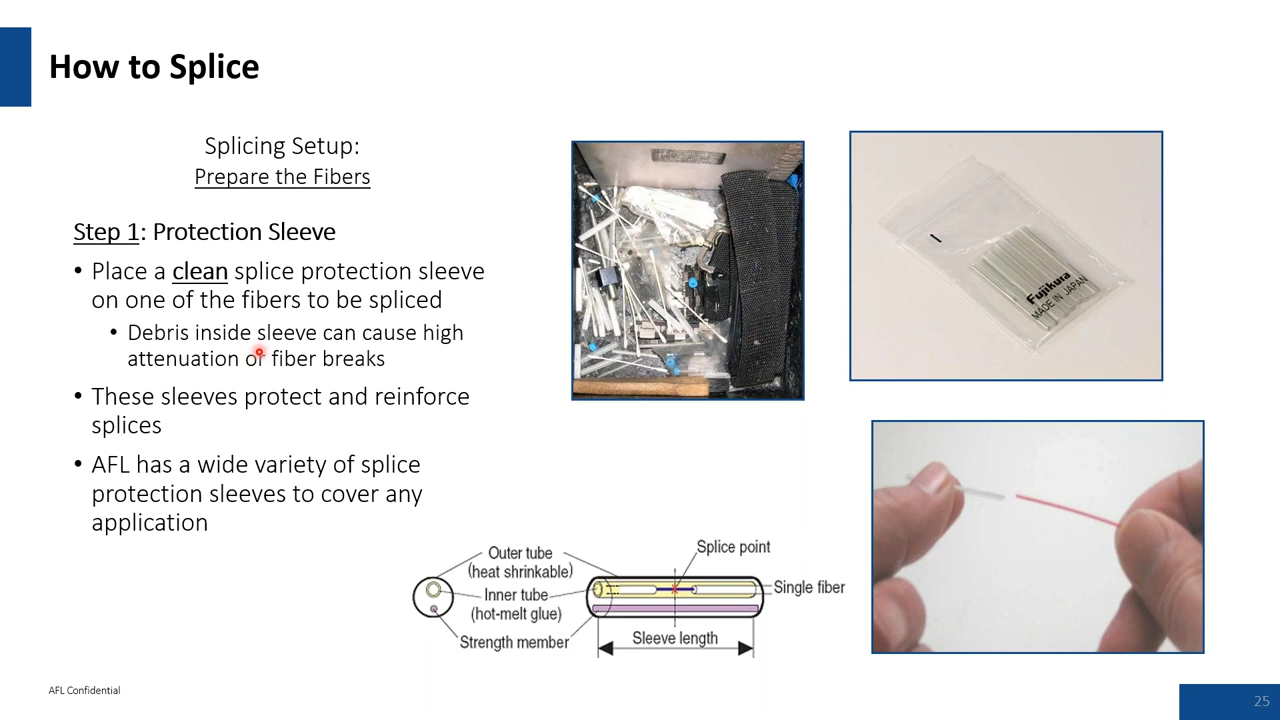 How to Splice
Splicing Setup:
Prepare the Fibers
Step 1: Protection Sleeve
• Place a clean splice protection sleeve
on one of the fibers to be spliced
• Debris inside sleeve can cause high
attenuation or fiber breaks
• These sleeves protect and reinforce
splices
• AFL has a wide variety of splice
protection sleeves to cover any
application
Fujikura
MADE IN JAPAN
Outer tube
(heat shrinkable)
Inner tube
(hot-melt glue)
Strength member
Splice point
Single fiber
Sleeve length
AFL Confidential
25